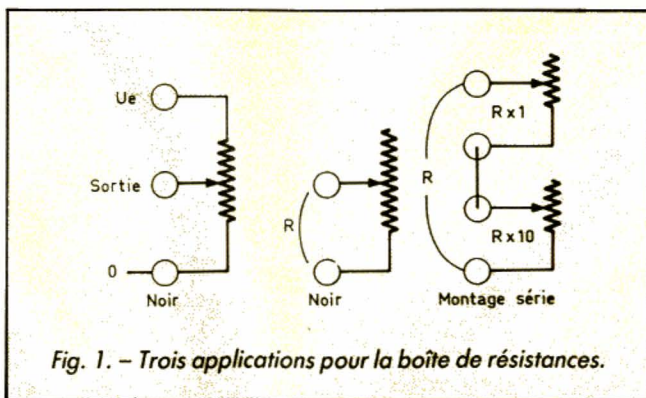 Ue
Sortie
0
Noir
R
Noir
R
R x 1
R x 10
Montage série
Fig. 1. – Trois applications pour la boîte de résistances.